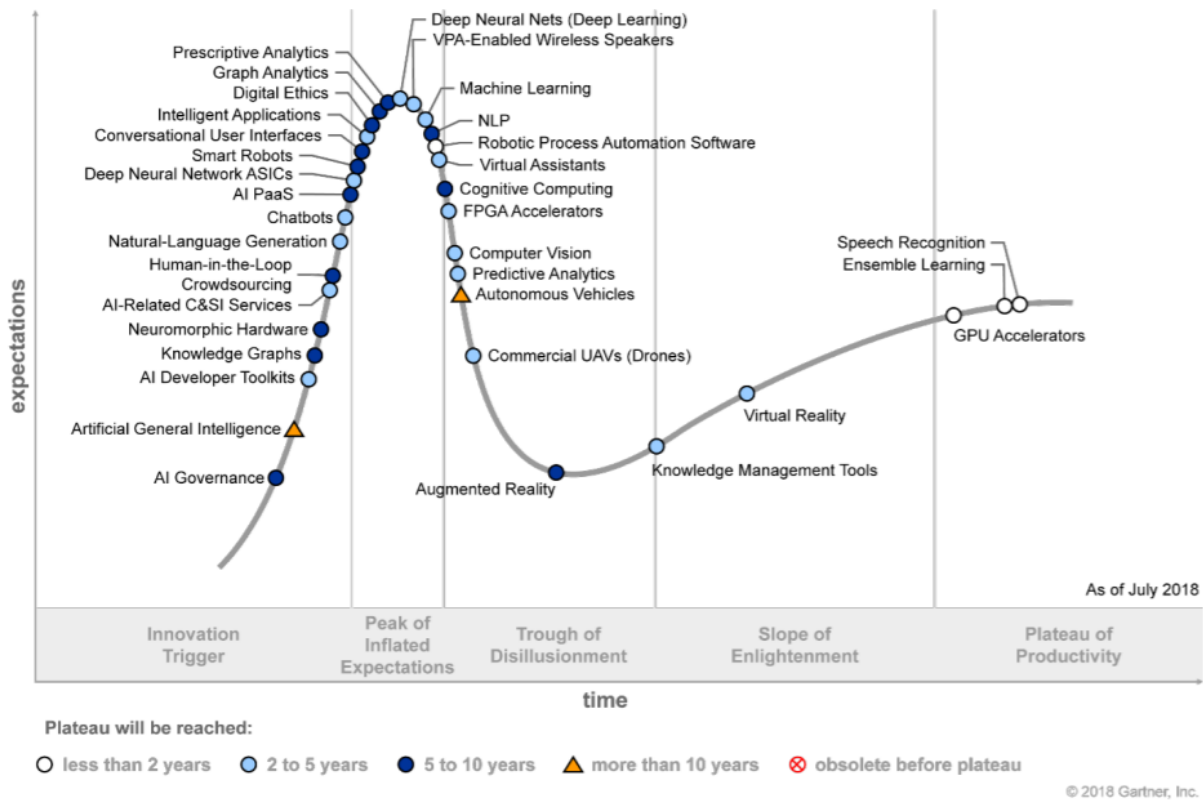 Deep Neural Nets (Deep Learning)
VPA-Enabled Wireless Speakers
Prescriptive Analytics
Graph Analytics
Digital Ethics
Machine Learning
Intelligent Applications
NLP
Conversational User Interfaces
Robotic Process Automation Software
Smart Robots
Virtual Assistants
Deep Neural Network ASICs
AI PaaS
Cognitive Computing
Chatbots
FPGA Accelerators
Natural-Language Generation
Speech Recognition
Computer Vision
Human-in-the-Loop
Crowdsourcing
Ensemble Learning
Predictive Analytics
AI-Related C&SI Services
Autonomous Vehicles
Neuromorphic Hardware
GPU Accelerators
Knowledge Graphs
Commercial UAVs (Drones)
AI Developer Toolkits
Virtual Reality
Artificial General Intelligence
Knowledge Management Tools
AI Governance
Augmented Reality
expectations
As of July 2018
Innovation
Trigger
Peak of
Inflated
Expectations
Trough of
Disillusionment
Slope of
Enlightenment
Plateau of
Productivity
time
Plateau will be reached:
less than 2 years
2 to 5 years
5 to 10 years
more than 10 years
obsolete before plateau
© 2018 Gartner, Inc.